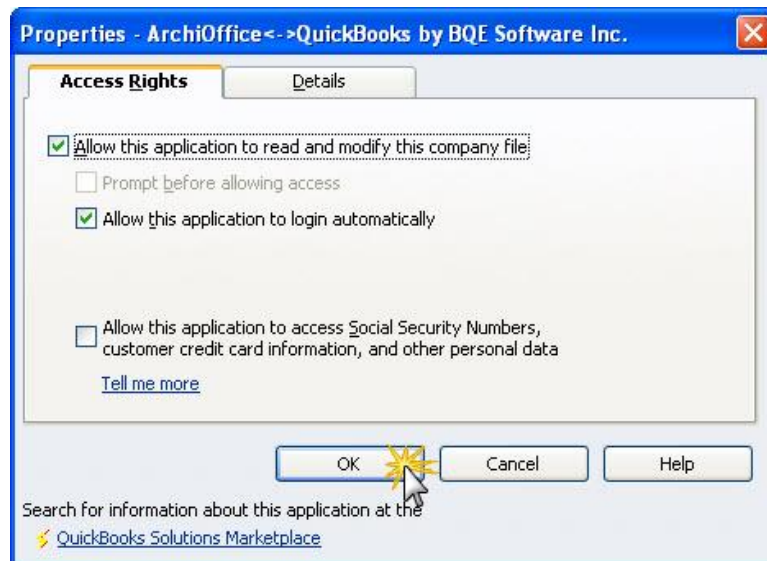 Properties - ArchiOffice<->QuickBooks by BQE Software Inc.
Access Rights
Details
Allow this application to read and modify this company file
Prompt before allowing access
Allow this application to login automatically
Allow this application to access Social Security Numbers,
customer credit card information, and other personal data
Tell me more
OK
Cancel
Help
Search for information about this application at the
QuickBooks Solutions Marketplace